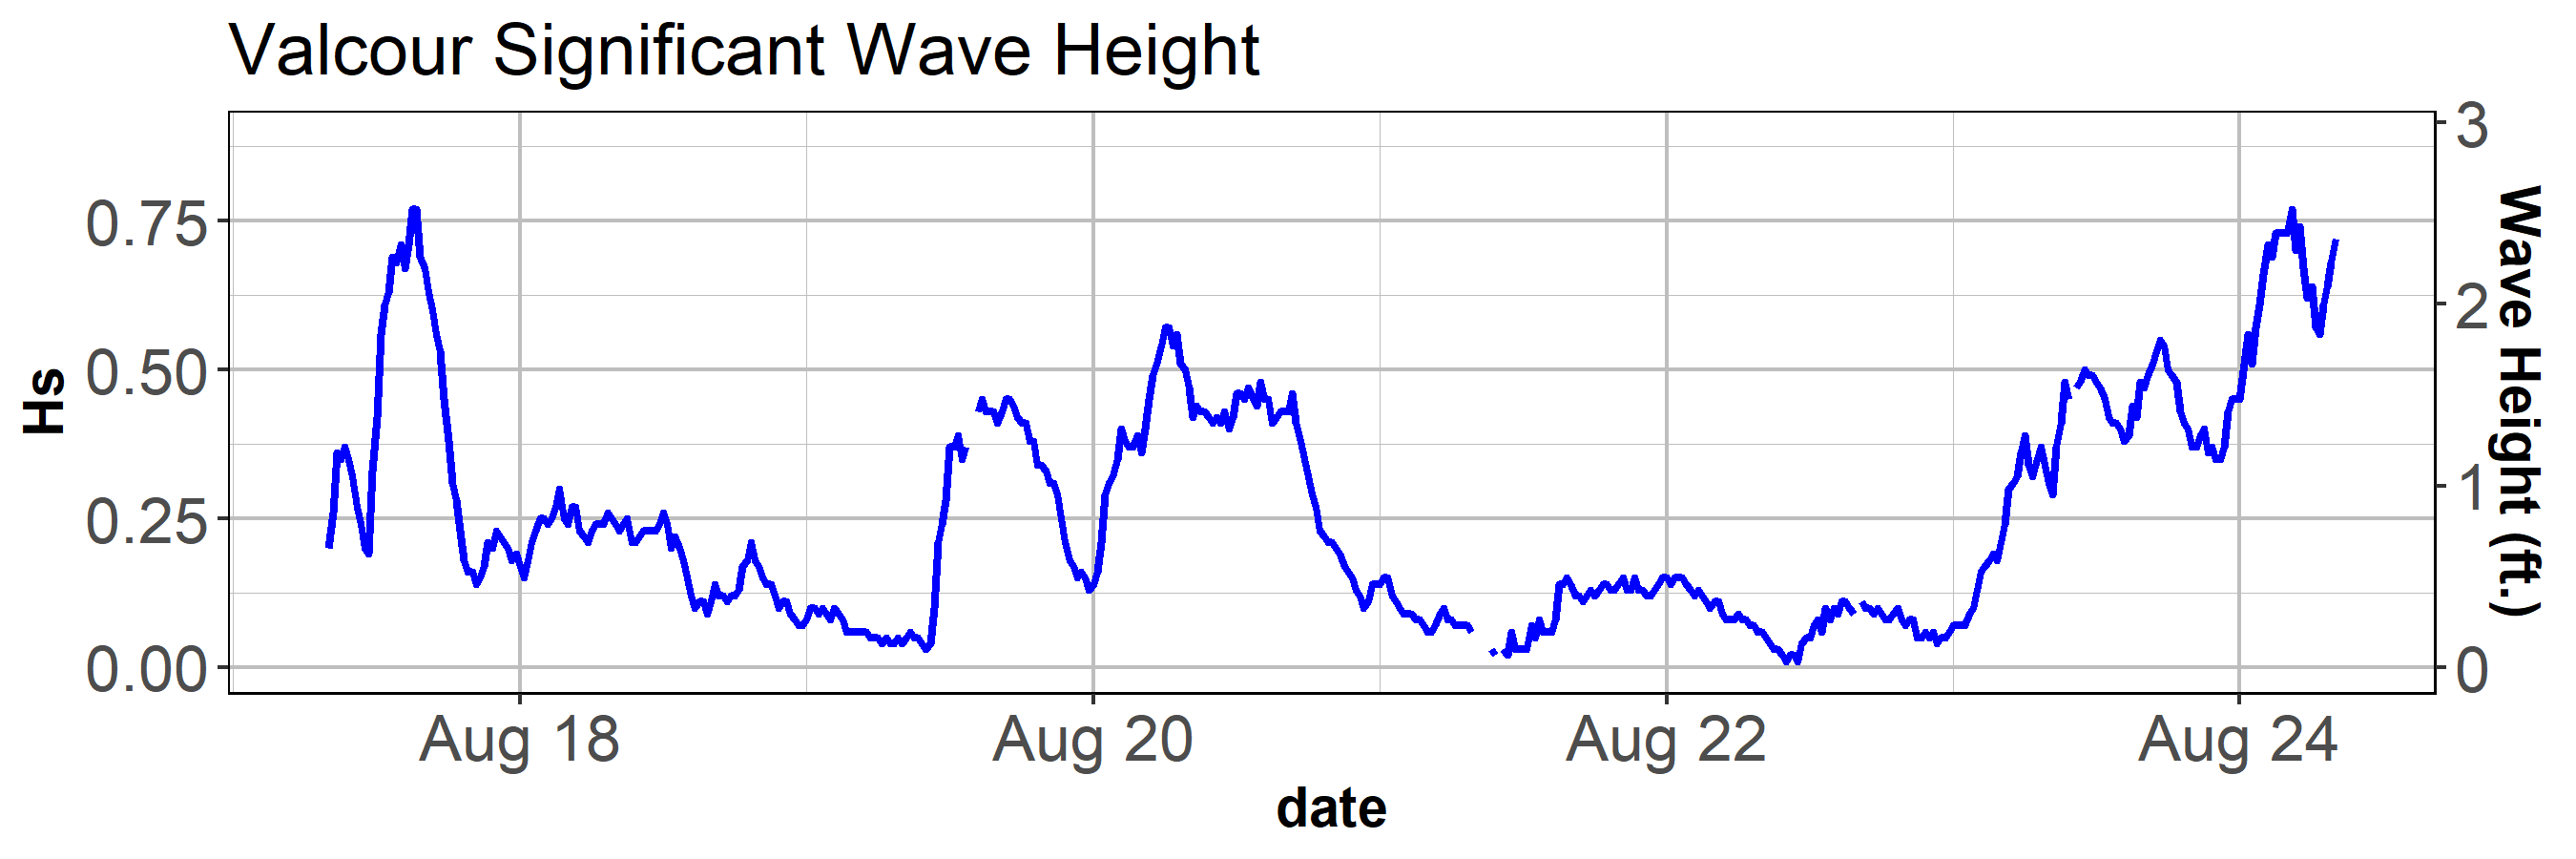 Valcour Significant Wave Height
Hs
0.75
0.50
0.25
0.00
3
2
1
0
Wave Height (ft.)
Aug 18
Aug 20
Aug 22
Aug 24
date